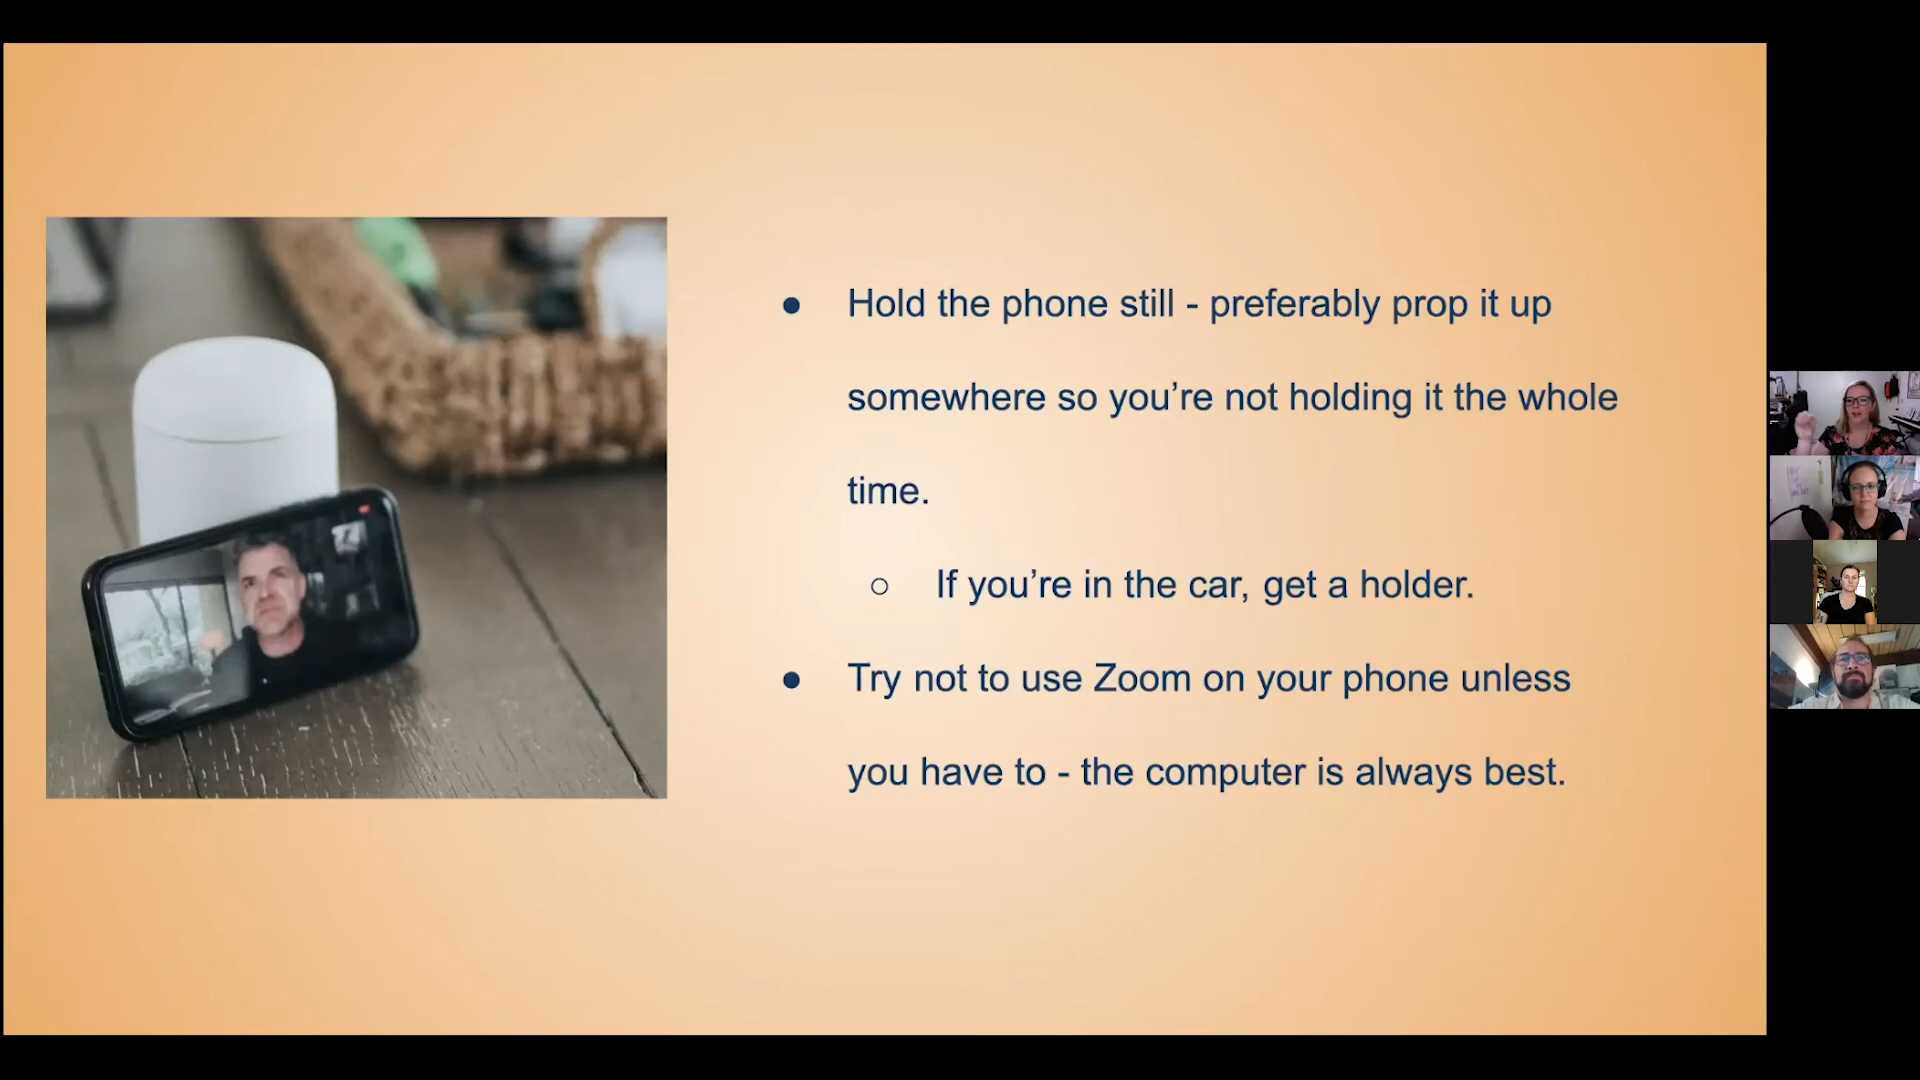 ● Hold the phone still - preferably prop it up
somewhere so you’re not holding it the whole
time.
○ If you’re in the car, get a holder.
● Try not to use Zoom on your phone unless
you have to - the computer is always best.